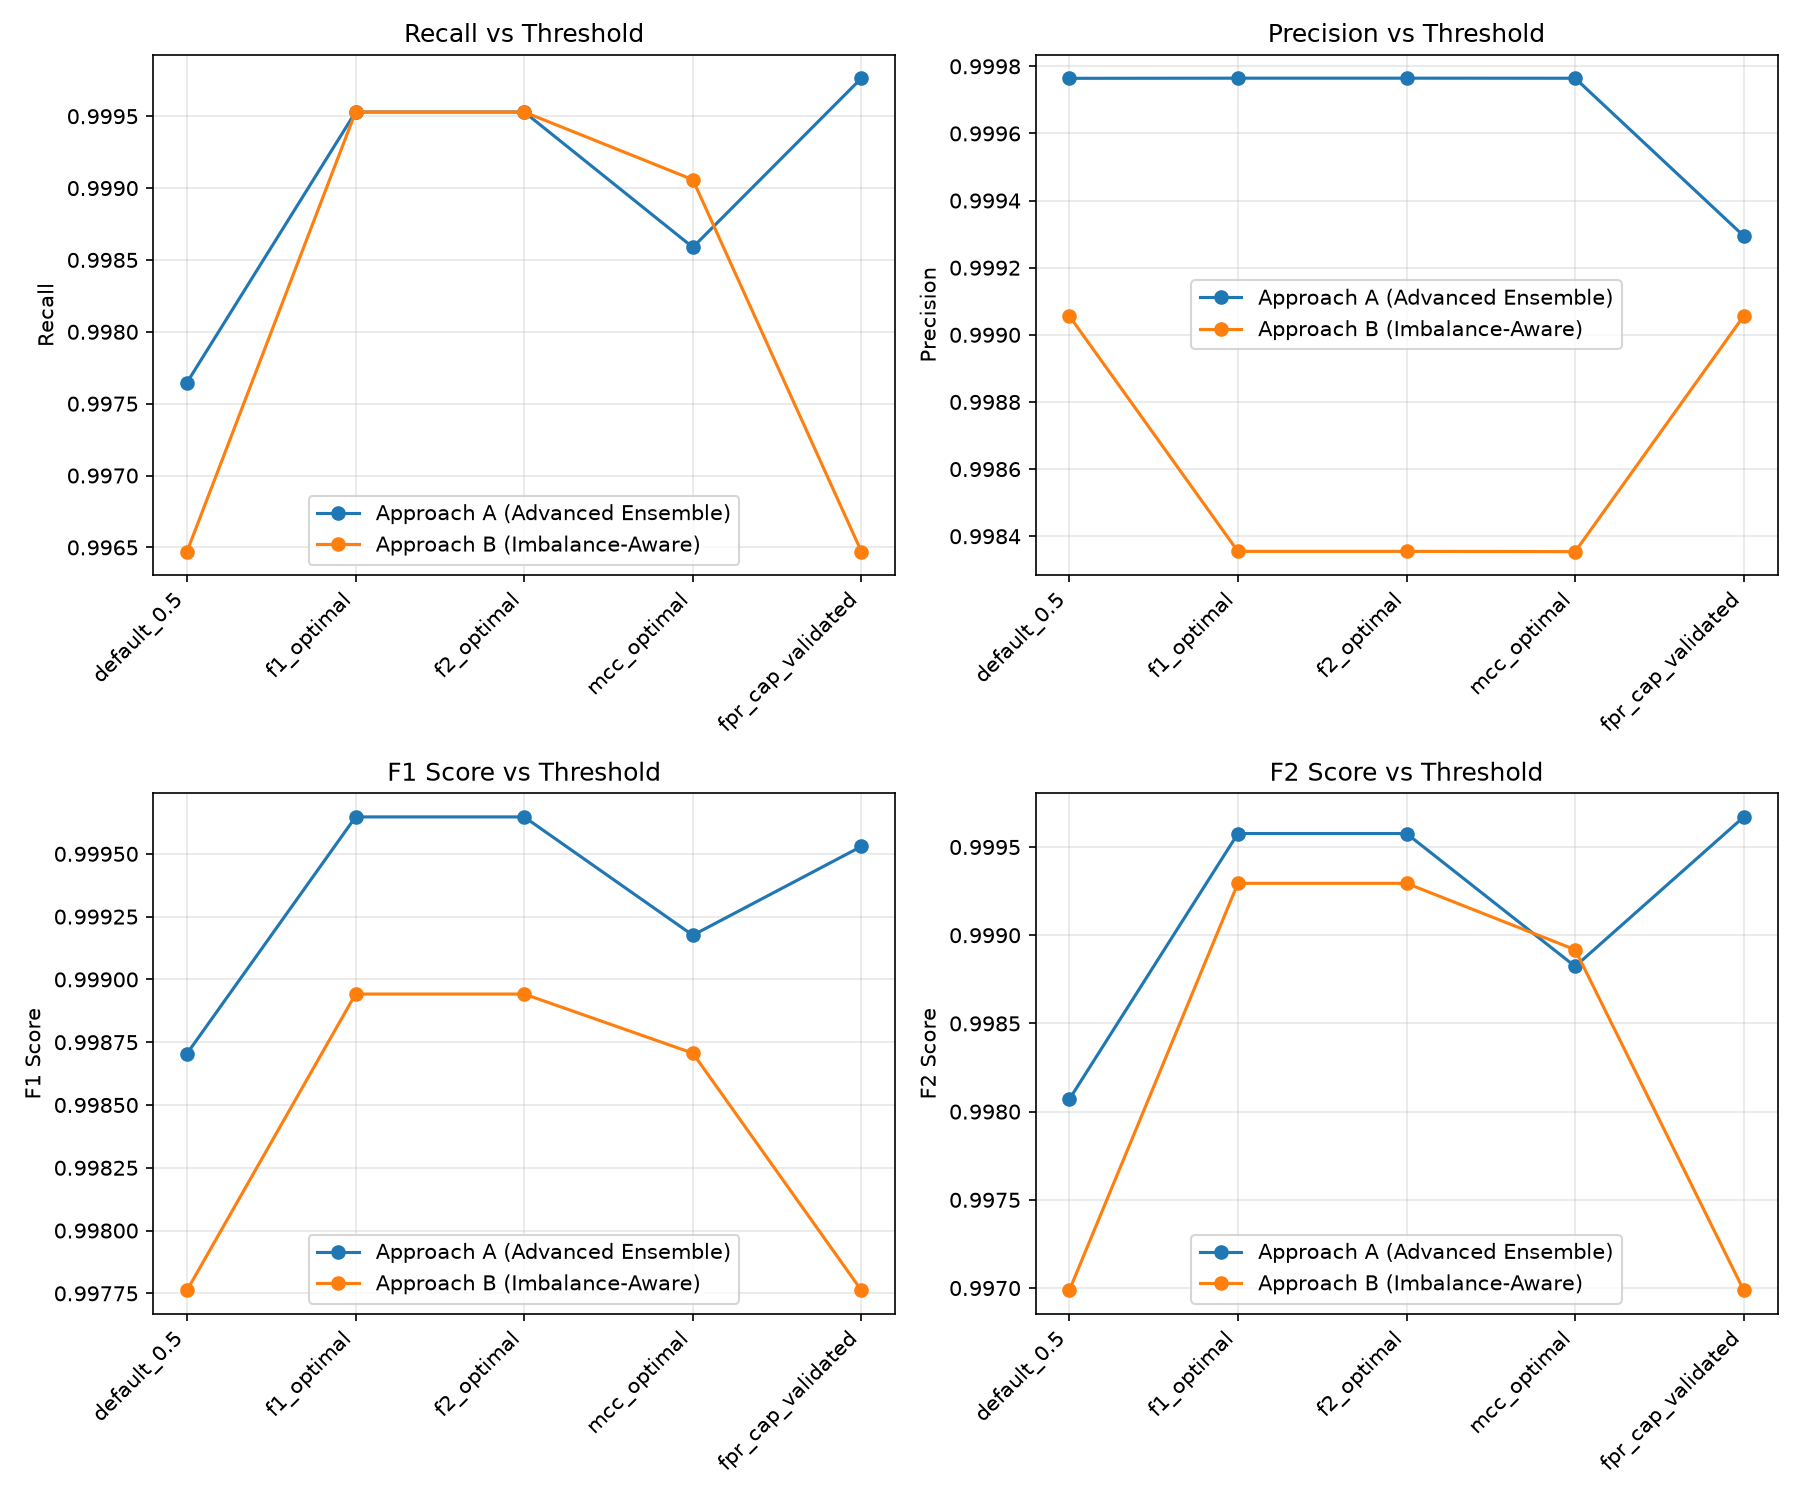 Recall vs Threshold
Recall
0.9995
0.9990
0.9985
0.9980
0.9975
0.9970
0.9965
Approach A (Advanced Ensemble)
Approach B (Imbalance-Aware)
default_0.5
f1_optimal
f2_optimal
mcc_optimal
fpr_cap_validated
Precision vs Threshold
Precision
0.9998
0.9996
0.9994
0.9992
0.9990
0.9988
0.9986
0.9984
Approach A (Advanced Ensemble)
Approach B (Imbalance-Aware)
default_0.5
f1_optimal
f2_optimal
mcc_optimal
fpr_cap_validated
F1 Score vs Threshold
F1 Score
0.99950
0.99925
0.99900
0.99875
0.99850
0.99825
0.99800
0.99775
Approach A (Advanced Ensemble)
Approach B (Imbalance-Aware)
default_0.5
f1_optimal
f2_optimal
mcc_optimal
fpr_cap_validated
F2 Score vs Threshold
F2 Score
0.9995
0.9990
0.9985
0.9980
0.9975
0.9970
Approach A (Advanced Ensemble)
Approach B (Imbalance-Aware)
default_0.5
f1_optimal
f2_optimal
mcc_optimal
fpr_cap_validated